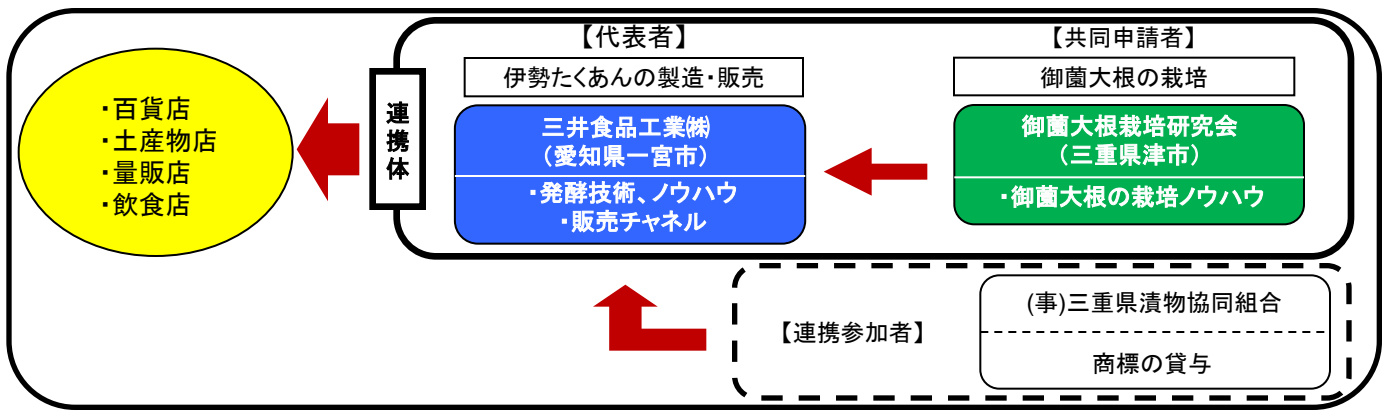 ・百貨店
・土産物店
・量販店
・飲食店
連携体
【代表者】
伊勢たくあんの製造・販売
三井食品工業㈱
（愛知県一宮市）
・発酵技術、ノウハウ
・販売チャネル
【共同申請者】
御薗大根の栽培
御薗大根栽培研究会
（三重県津市）
・御薗大根の栽培ノウハウ
【連携参加者】
(事)三重県漬物協同組合
商標の貸与